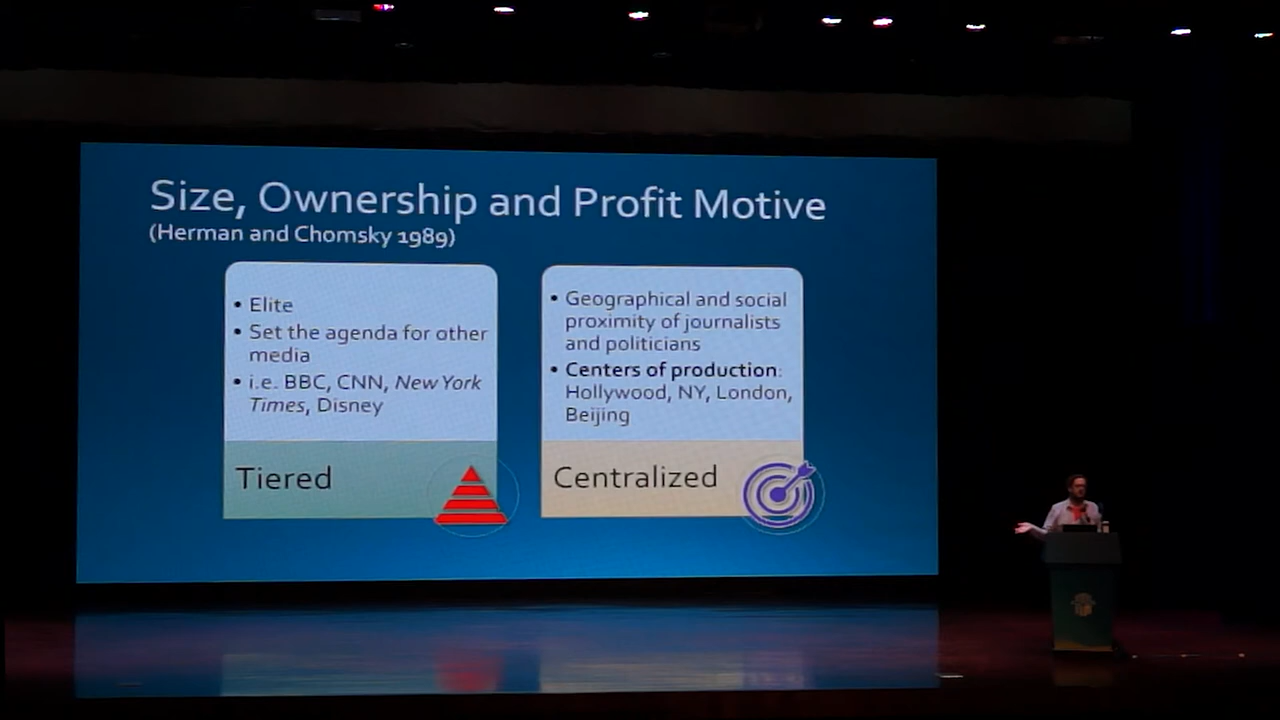 Size, Ownership and Profit Motive
(Herman and Chomsky 1989)
• Elite
• Set the agenda for other
media
• i.e. BBC, CNN, New York
Times, Disney
Tiered
• Geographical and social
proximity of journalists
and politicians
• Centers of production:
Hollywood, NY, London,
Beijing
Centralized